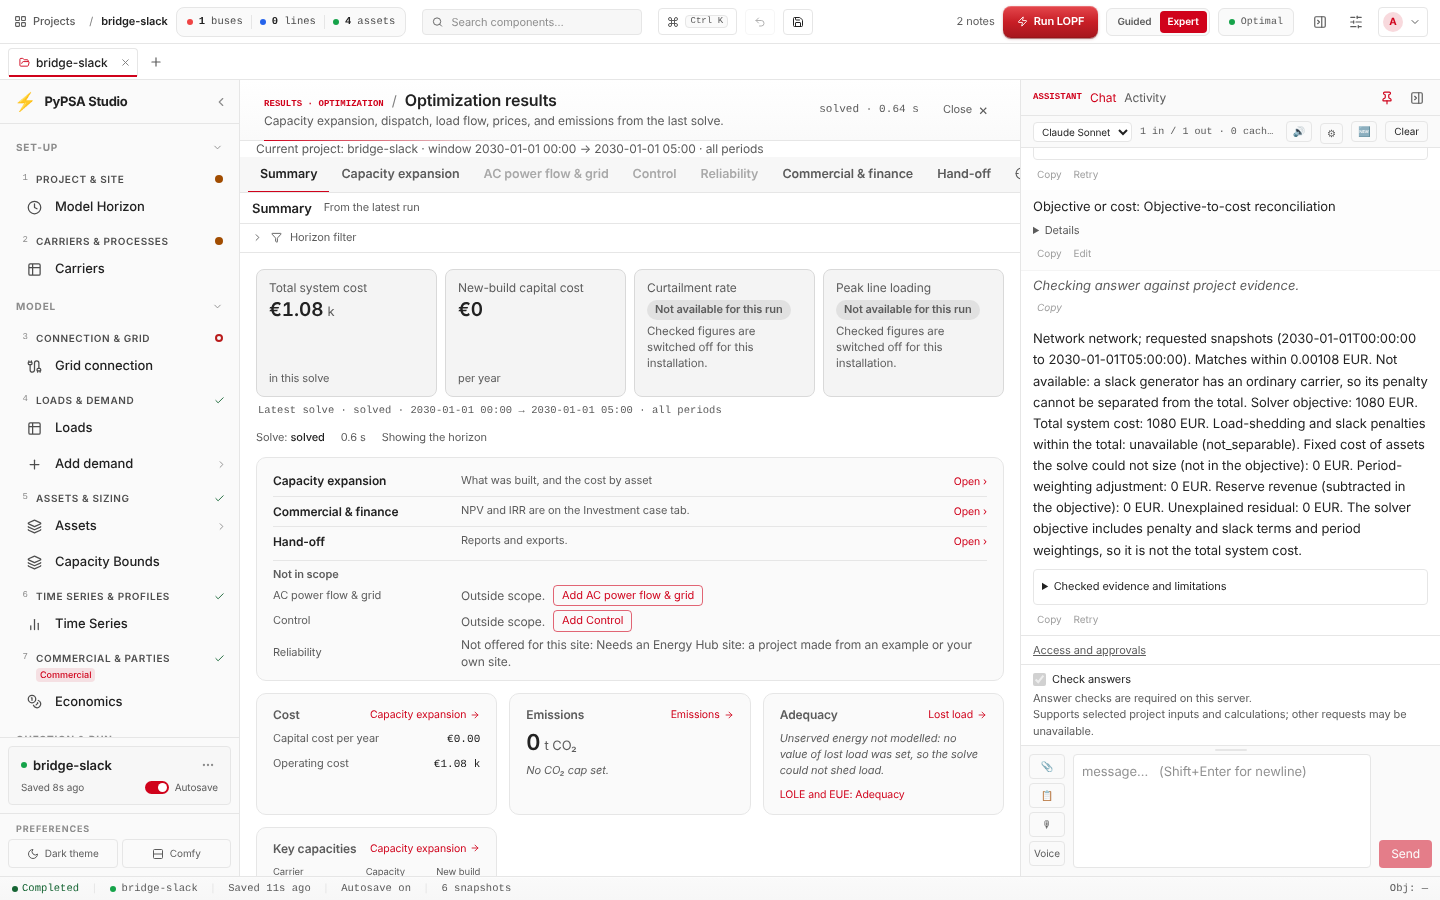 Projects / bridge-slack
1 buses
0 lines
4 assets
Search components...
⌘ Ctrl K
2 notes
Run LOPF
Guided Expert
Optimal
A
bridge-slack
PyPSA Studio
SET-UP
1 PROJECT & SITE
Model Horizon
2 CARRIERS & PROCESSES
Carriers
MODEL
3 CONNECTION & GRID
Grid connection
4 LOADS & DEMAND
Loads
Add demand
5 ASSETS & SIZING
Assets
Capacity Bounds
6 TIME SERIES & PROFILES
Time Series
7 COMMERCIAL & PARTIES
Commercial
Economics
bridge-slack
Saved 8s ago
Autosave
PREFERENCES
Dark theme
Comfy
RESULTS · OPTIMIZATION / Optimization results
Capacity expansion, dispatch, load flow, prices, and emissions from the last solve.
solved · 0.64 s
Close ×
Current project: bridge-slack · window 2030-01-01 00:00 → 2030-01-01 05:00 · all periods
Summary
Capacity expansion
AC power flow & grid
Control
Reliability
Commercial & finance
Hand-off
Summary From the latest run
Horizon filter
Total system cost
€1.08 k
in this solve
New-build capital cost
€0
per year
Curtailment rate
Not available for this run
Checked figures are
switched off for this
installation.
Peak line loading
Not available for this run
Checked figures are
switched off for this
installation.
Latest solve · solved · 2030-01-01 00:00 → 2030-01-01 05:00 · all periods
Solve: solved 0.6 s Showing the horizon
Capacity expansion What was built, and the cost by asset Open ›
Commercial & finance NPV and IRR are on the Investment case tab. Open ›
Hand-off Reports and exports. Open ›
Not in scope
AC power flow & grid Outside scope. Add AC power flow & grid
Control Outside scope. Add Control
Reliability Not offered for this site: Needs an Energy Hub site: a project made from an example or your
own site.
Cost Capacity expansion →
Capital cost per year €0.00
Operating cost €1.08 k
Emissions Emissions →
0 t CO₂
No CO₂ cap set.
Adequacy Lost load →
Unserved energy not modelled: no
value of lost load was set, so the solve
could not shed load.
LOLE and EUE: Adequacy
Key capacities Capacity expansion →
Carrier Capacity New build
ASSISTANT Chat Activity
Claude Sonnet
1 in / 1 out · 0 cach…
Clear
Copy Retry
Objective or cost: Objective-to-cost reconciliation
Details
Copy Edit
Checking answer against project evidence.
Copy
Network network; requested snapshots (2030-01-01T00:00:00
to 2030-01-01T05:00:00). Matches within 0.00108 EUR. Not
available: a slack generator has an ordinary carrier, so its penalty
cannot be separated from the total. Solver objective: 1080 EUR.
Total system cost: 1080 EUR. Load-shedding and slack penalties
within the total: unavailable (not_separable). Fixed cost of assets
the solve could not size (not in the objective): 0 EUR. Period-
weighting adjustment: 0 EUR. Reserve revenue (subtracted in
the objective): 0 EUR. Unexplained residual: 0 EUR. The solver
objective includes penalty and slack terms and period
weightings, so it is not the total system cost.
Checked evidence and limitations
Copy Retry
Access and approvals
Check answers
Answer checks are required on this server.
Supports selected project inputs and calculations; other requests may be
unavailable.
message... (Shift+Enter for newline)
Voice
Send
Completed
bridge-slack
Saved 11s ago
Autosave on
6 snapshots
Obj: —